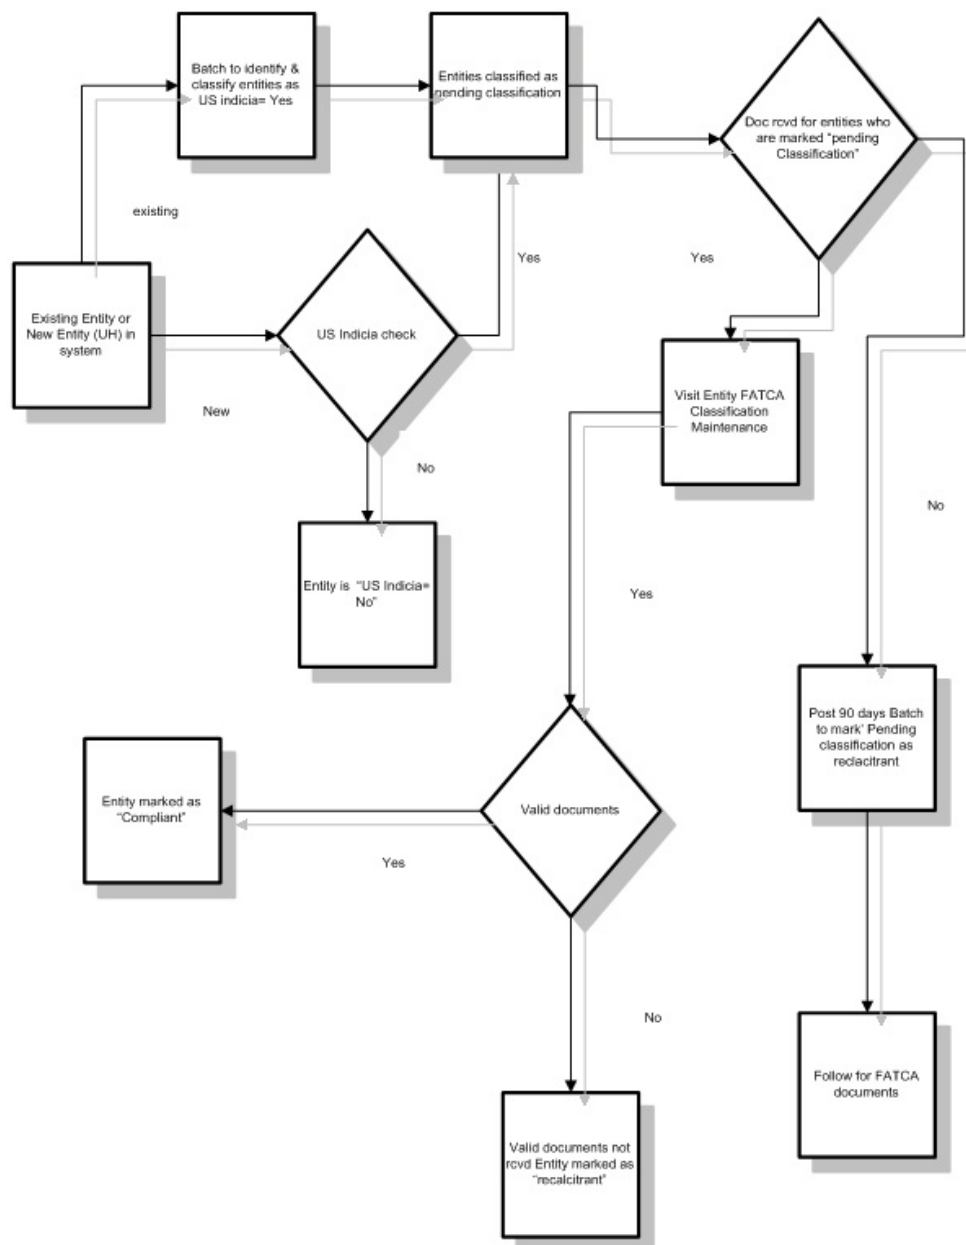 Batch to identify &
classify entities as
US indicia= Yes
Entities classified as
pending classification
Doc rcvd for entities who
are marked “pending
Classification”
existing
Yes
Yes
Existing Entity or
New Entity (UH) in
system
US Indicia check
New
No
Visit Entity FATCA
Classification
Maintenance
No
Entity is “US Indicia=
No”
Yes
Post 90 days Batch
to mark’ Pending
classification as
reclacitrant
Entity marked as
“Compliant”
Valid documents
Yes
No
Follow for FATCA
documents
Valid documents not
rcvd Entity marked as
“recalcitrant”